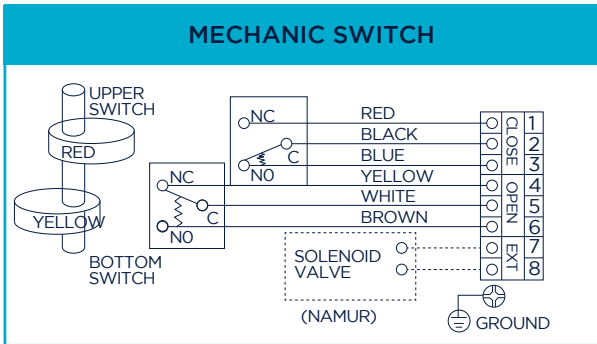 MECHANIC SWITCH
UPPER
SWITCH
RED
YELLOW
BOTTOM
SWITCH
NC
C
N0
NC
C
N0
RED
BLACK
BLUE
YELLOW
WHITE
BROWN
SOLENOID
VALVE
(NAMUR)
CLOSE
OPEN
EXT
1
2
3
4
5
6
7
8
GROUND